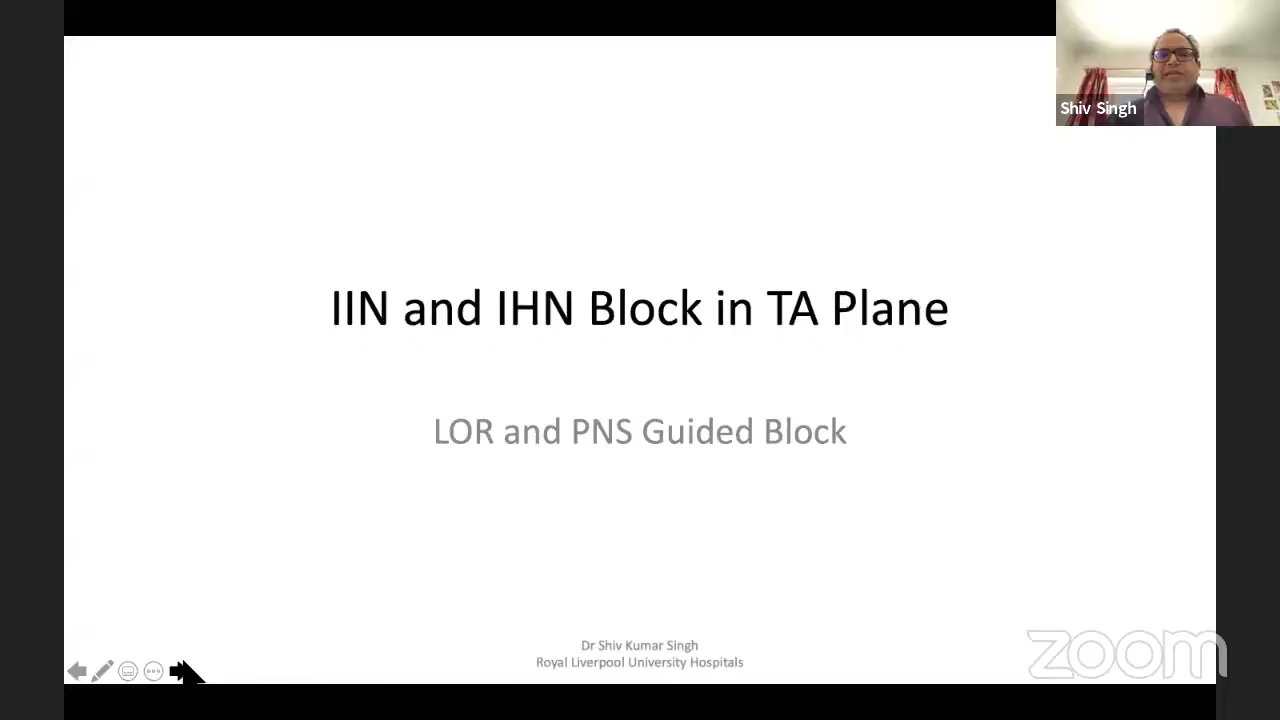 Shiv Singh
IIN and IHN Block in TA Plane
LOR and PNS Guided Block
Dr Shiv Kumar Singh
Royal Liverpool University Hospitals
zoom